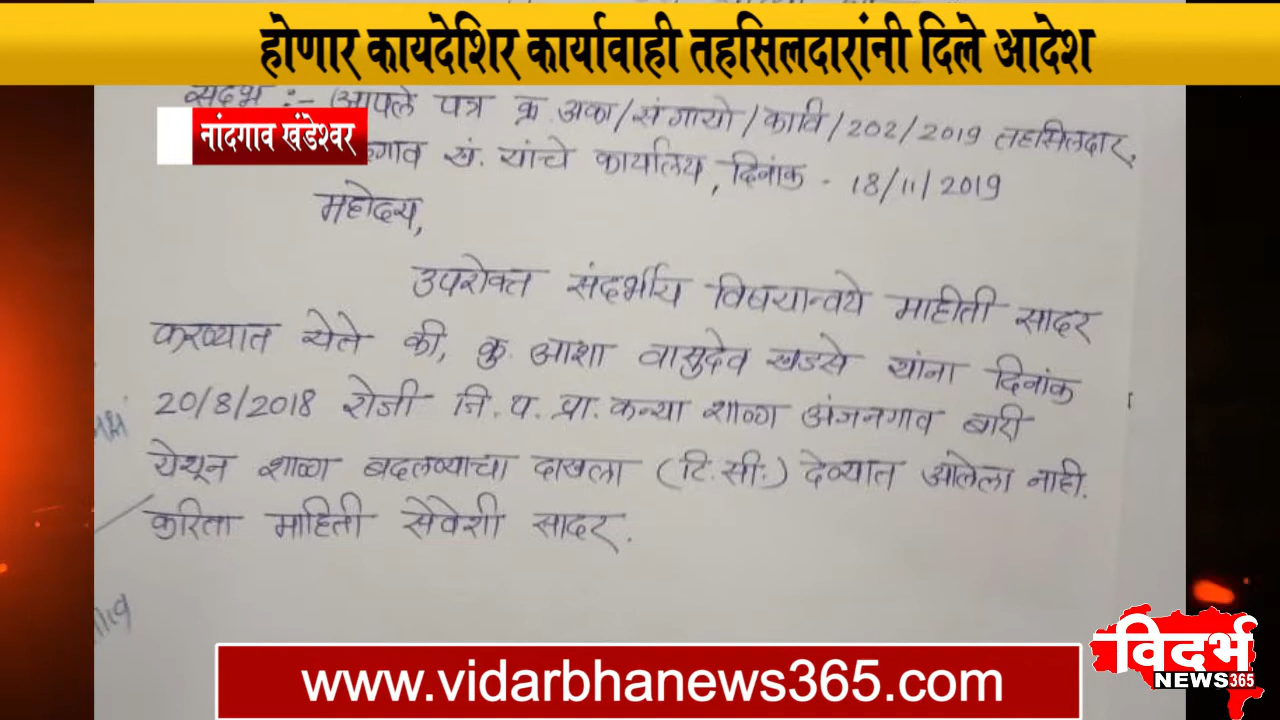 होणार कायदेशिर कार्यावाही तहसिलदारांनी दिले आदेश
संदर्भ :- आपले पत्र क्र. अका/संगायो/कावि/202/2019 तहसिलदार,
नांदगाव खंडेश्वर
गाव खं. यांचे कार्यालय, दिनांक - 18/11/2019
महोदय,
उपरोक्त संदर्भीय विषयान्वये माहीती सादर
करण्यात येते की, कु. आशा वासुदेव खडसे यांना दिनांक
20/8/2018 रोजी जि. प. प्रा. कन्या शाळा अंजनगाव बारी
येथून शाळा बदलण्याचा दाखला (टि.सी.) देण्यात आलेला नाही.
करिता माहिती सेवेशी सादर.
www.vidarbhanews365.com
विदर्भ
NEWS365